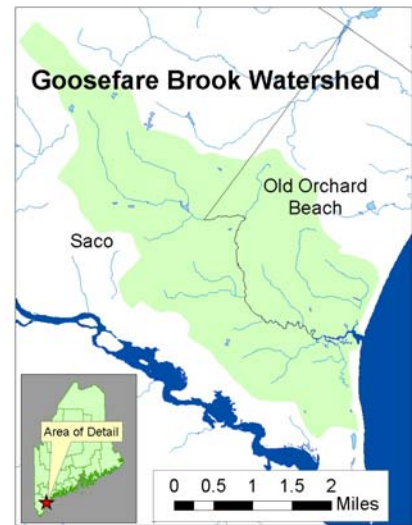 Goosefare Brook Watershed
Old Orchard
Beach
Saco
Area of Detail
0 0.5 1 1.5 2
Miles